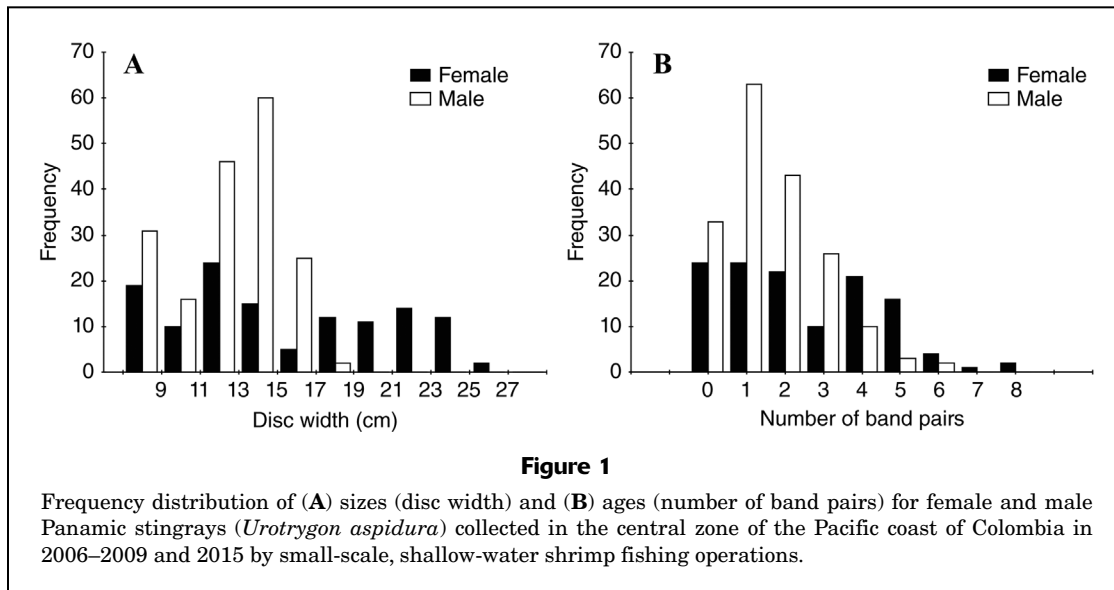 A
Female
Male
70
60
50
40
30
20
10
0
Frequency
9 11 13 15 17 19 21 23 25 27
Disc width (cm)
B
Female
Male
70
60
50
40
30
20
10
0
Frequency
0 1 2 3 4 5 6 7 8
Number of band pairs
Figure 1
Frequency distribution of (A) sizes (disc width) and (B) ages (number of band pairs) for female and male
Panamic stingrays (Urotrygon aspidura) collected in the central zone of the Pacific coast of Colombia in
2006–2009 and 2015 by small-scale, shallow-water shrimp fishing operations.